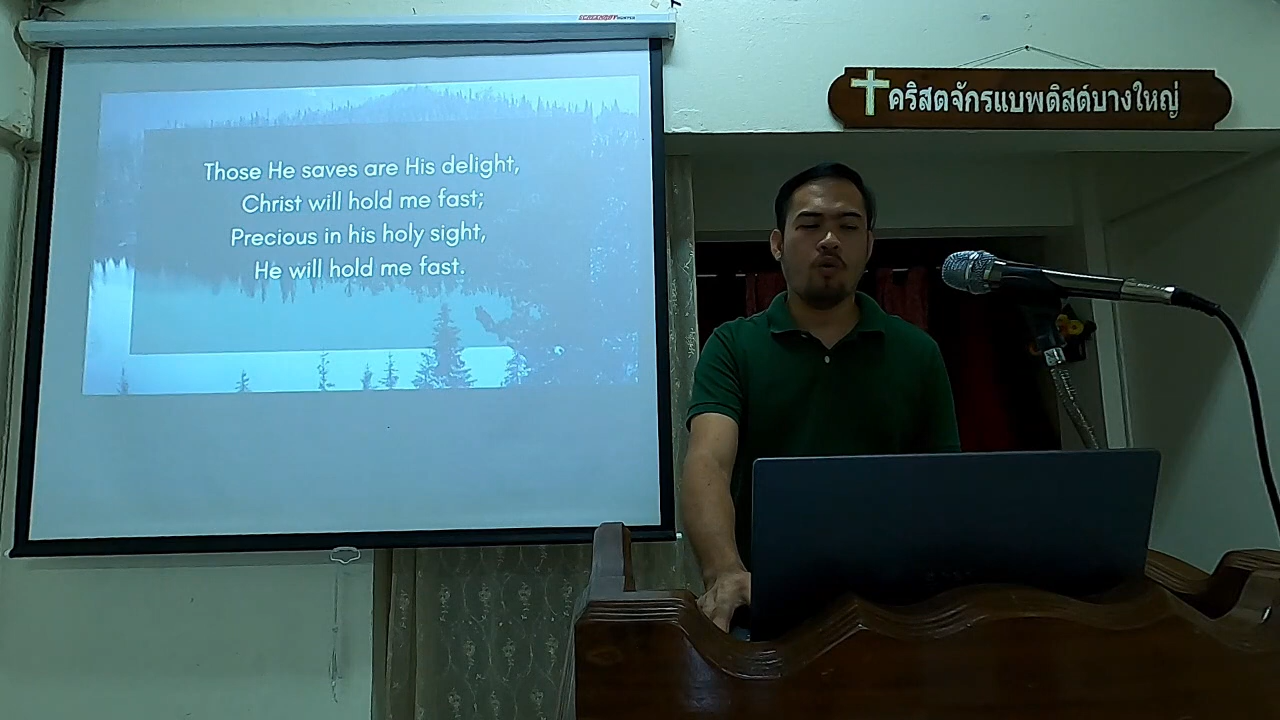 Those He saves are His delight,
Christ will hold me fast;
Precious in his holy sight,
He will hold me fast.
คริสตจักรแบพติสต์บางใหญ่